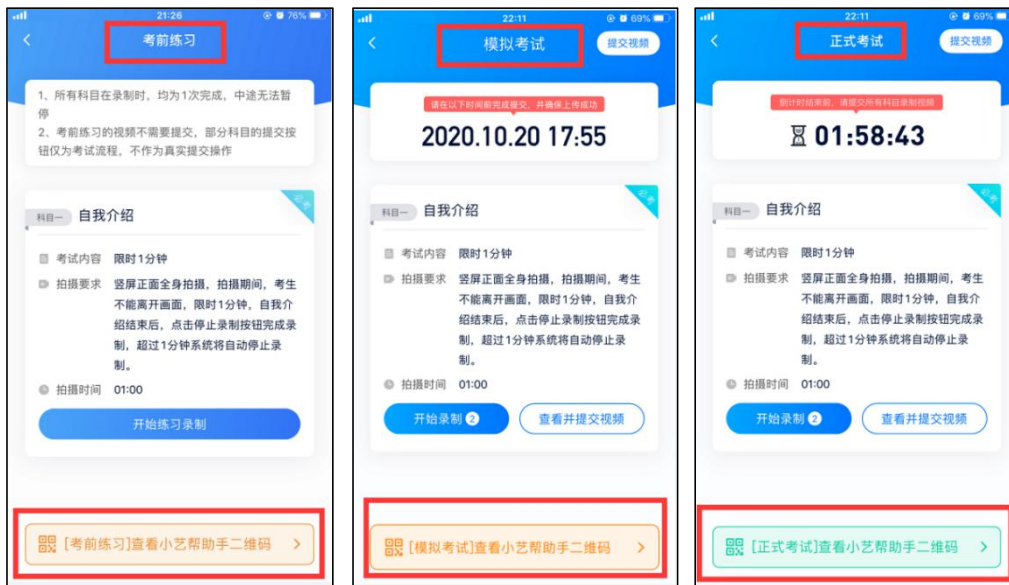 21:26
76%
考前练习
1、所有科目在录制时，均为1次完成，中途无法暂
停
2、考前练习的视频不需要提交，部分科目的提交按
钮仅为考试流程，不作为真实提交操作
必考
科目一 自我介绍
考试内容 限时1分钟
拍摄要求 竖屏正面全身拍摄，拍摄期间，考生
不能离开画面，限时1分钟，自我介
绍结束后，点击停止录制按钮完成录
制，超过1分钟系统将自动停止录
制。
拍摄时间 01:00
开始练习录制
[考前练习]查看小艺帮助手二维码
22:11
69%
模拟考试
提交视频
请在以下时间前完成提交，并确保上传成功
2020.10.20 17:55
必考
科目一 自我介绍
考试内容 限时1分钟
拍摄要求 竖屏正面全身拍摄，拍摄期间，考生
不能离开画面，限时1分钟，自我介
绍结束后，点击停止录制按钮完成录
制，超过1分钟系统将自动停止录
制。
拍摄时间 01:00
开始录制 2
查看并提交视频
[模拟考试]查看小艺帮助手二维码
22:11
69%
正式考试
提交视频
倒计时结束前，请提交所有科目录制视频
01:58:43
必考
科目一 自我介绍
考试内容 限时1分钟
拍摄要求 竖屏正面全身拍摄，拍摄期间，考生
不能离开画面，限时1分钟，自我介
绍结束后，点击停止录制按钮完成录
制，超过1分钟系统将自动停止录
制。
拍摄时间 01:00
开始录制 2
查看并提交视频
[正式考试]查看小艺帮助手二维码